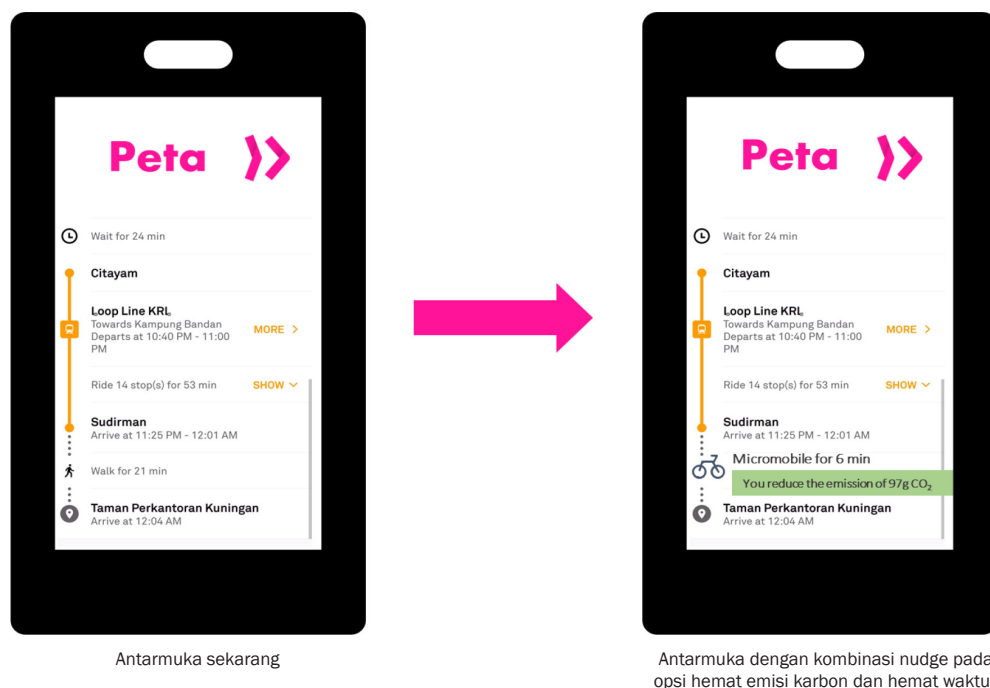 Peta
Wait for 24 min
Citayam
Loop Line KRL
Towards Kampung Bandan
Departs at 10:40 PM - 11:00
PM
MORE >
Ride 14 stop(s) for 53 min
SHOW
Sudirman
Arrive at 11:25 PM - 12:01 AM
Walk for 21 min
Taman Perkantoran Kuningan
Arrive at 12:04 AM
Antarmuka sekarang
Peta
Wait for 24 min
Citayam
Loop Line KRL
Towards Kampung Bandan
Departs at 10:40 PM - 11:00
PM
MORE >
Ride 14 stop(s) for 53 min
SHOW
Sudirman
Arrive at 11:25 PM - 12:01 AM
Micromobile for 6 min
You reduce the emission of 97g CO₂
Taman Perkantoran Kuningan
Arrive at 12:04 AM
Antarmuka dengan kombinasi nudge pada
opsi hemat emisi karbon dan hemat waktu